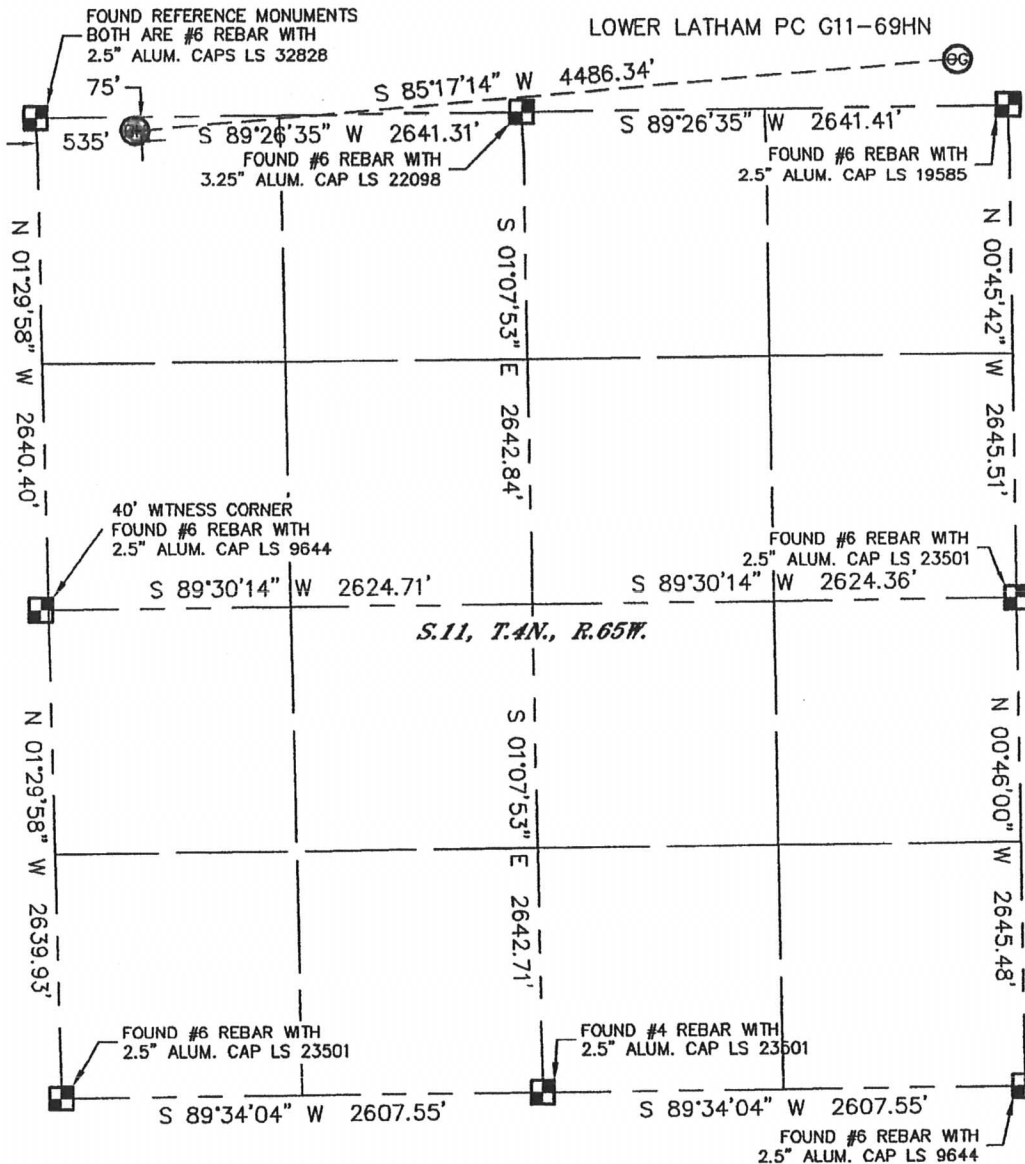 FOUND REFERENCE MONUMENTS
BOTH ARE #6 REBAR WITH
2.5" ALUM. CAPS LS 32828
LOWER LATHAM PC G11-69HN
75'
535'
S 85°17'14" W 4486.34'
S 89°26'35" W 2641.31'
S 89°26'35" W 2641.41'
FOUND #6 REBAR WITH
3.25" ALUM. CAP LS 22098
FOUND #6 REBAR WITH
2.5" ALUM. CAP LS 19585
N 01°29'58" W 2640.40'
S 01°07'53" E 2642.84'
N 00°45'42" W 2645.51'
40' WITNESS CORNER
FOUND #6 REBAR WITH
2.5" ALUM. CAP LS 9644
FOUND #6 REBAR WITH
2.5" ALUM. CAP LS 23501
S 89°30'14" W 2624.71'
S 89°30'14" W 2624.36'
S.11, T.4N., R.65W.
N 01°29'58" W 2639.93'
S 01°07'53" E 2642.71'
N 00°46'00" W 2645.48'
FOUND #6 REBAR WITH
2.5" ALUM. CAP LS 23501
FOUND #4 REBAR WITH
2.5" ALUM. CAP LS 23501
S 89°34'04" W 2607.55'
S 89°34'04" W 2607.55'
FOUND #6 REBAR WITH
2.5" ALUM. CAP LS 9644